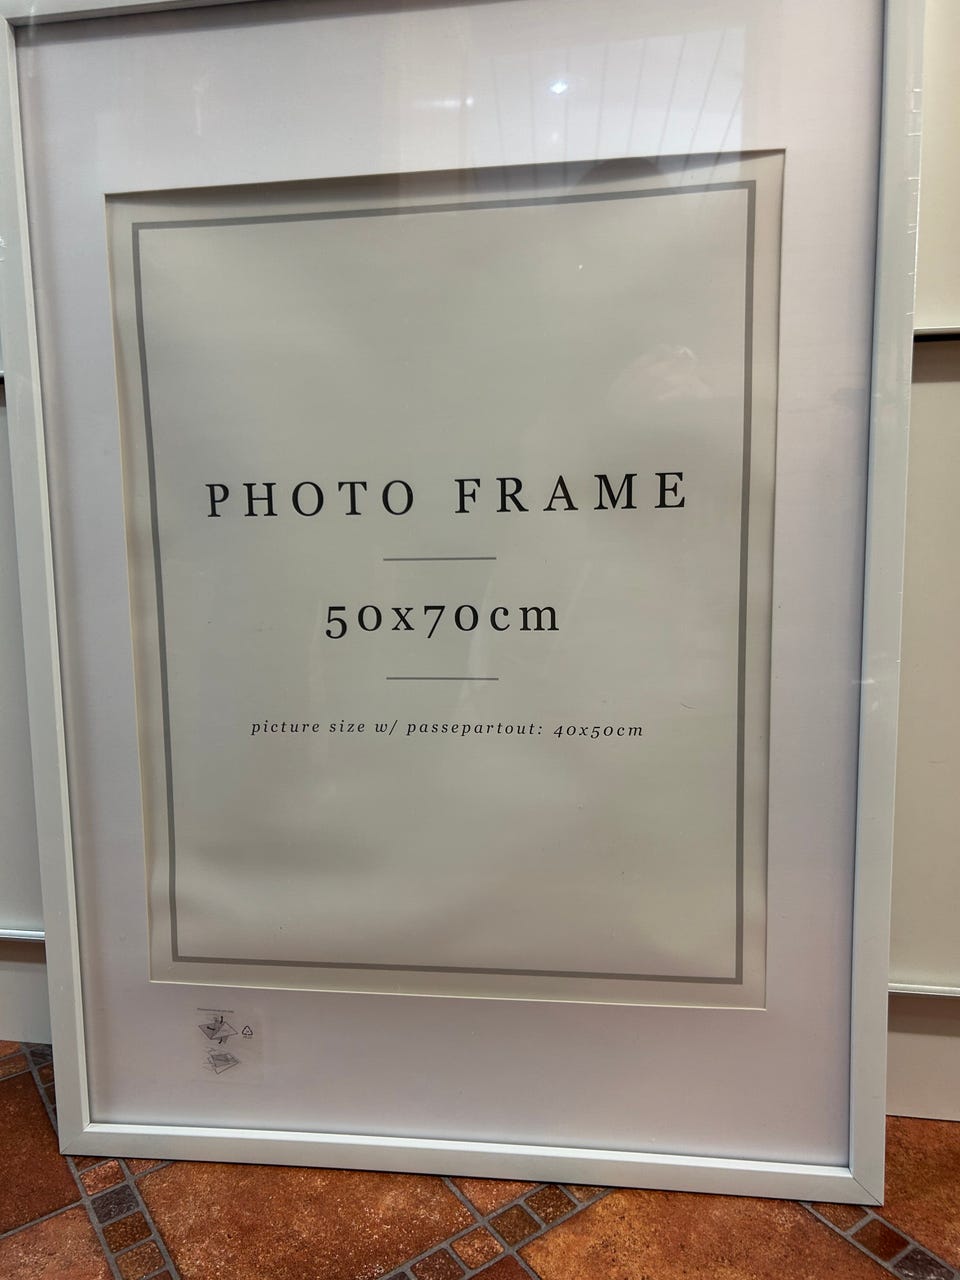 PHOTO FRAME
50x70cm
picture size w/ passepartout: 40x50cm